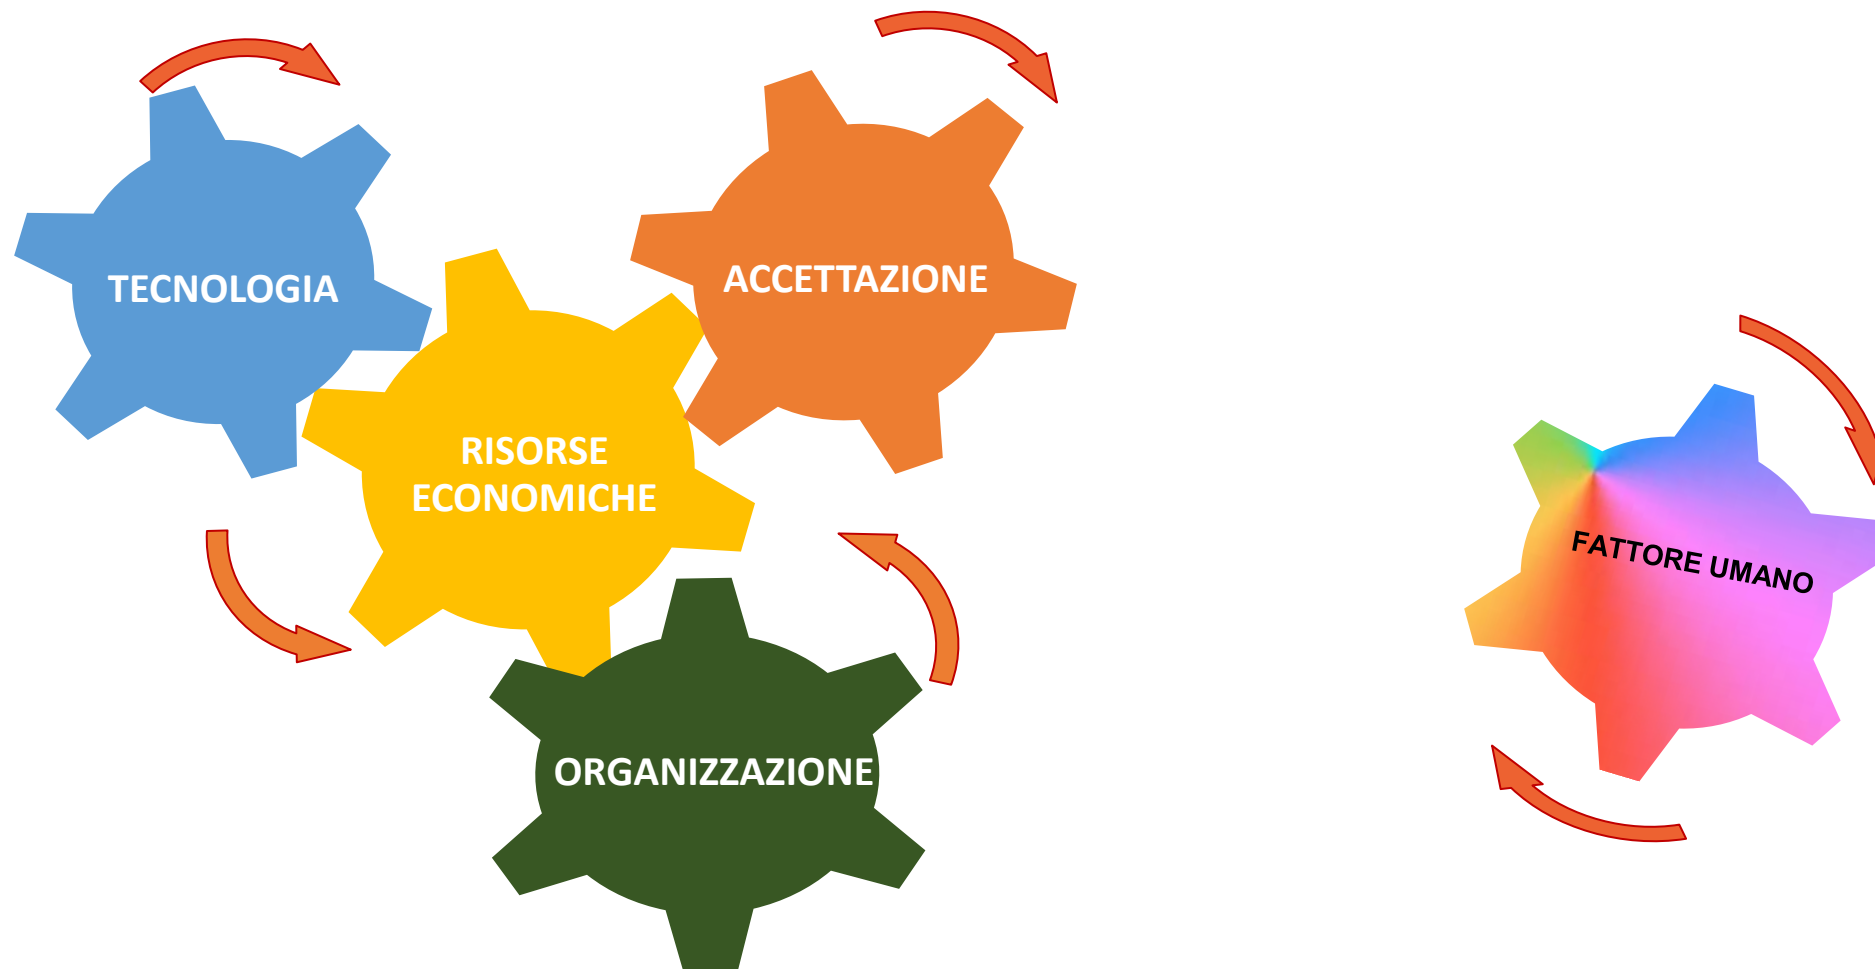 TECNOLOGIA
ACCETTAZIONE
RISORSE
ECONOMICHE
FATTORE UMANO
ORGANIZZAZIONE